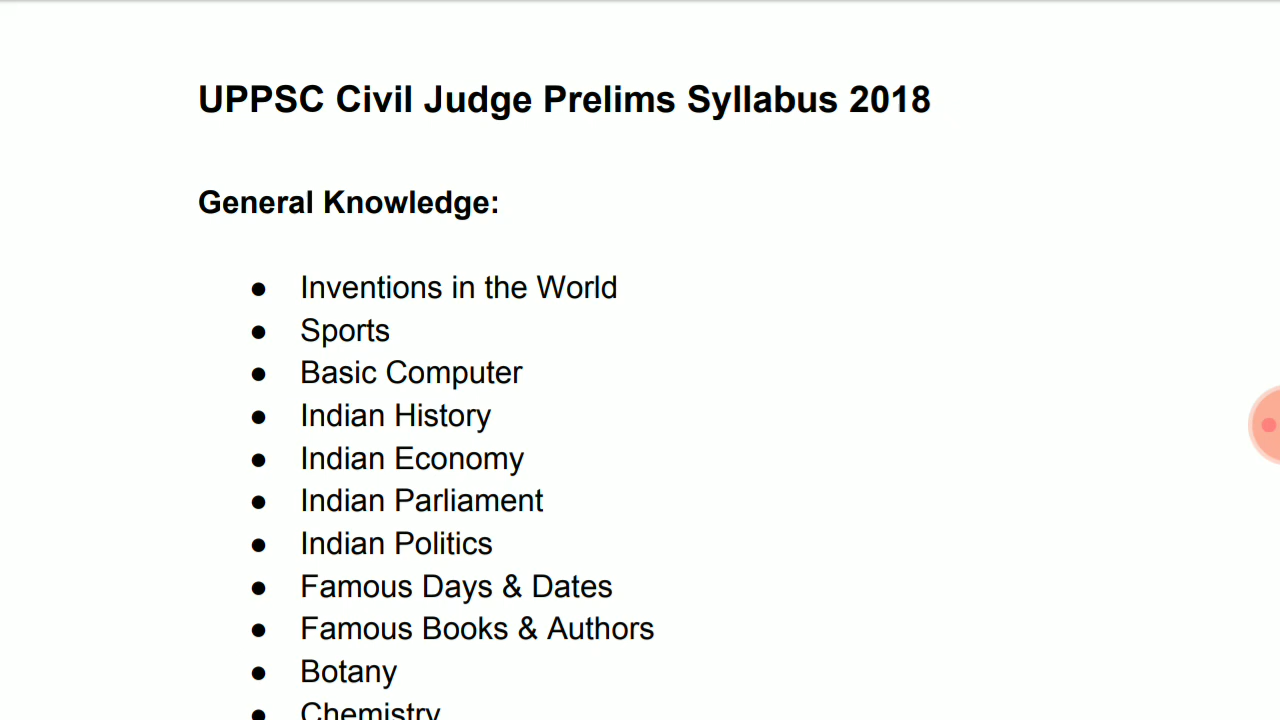 UPPSC Civil Judge Prelims Syllabus 2018
General Knowledge:
● Inventions in the World
● Sports
● Basic Computer
● Indian History
● Indian Economy
● Indian Parliament
● Indian Politics
● Famous Days & Dates
● Famous Books & Authors
● Botany
● Chemistry